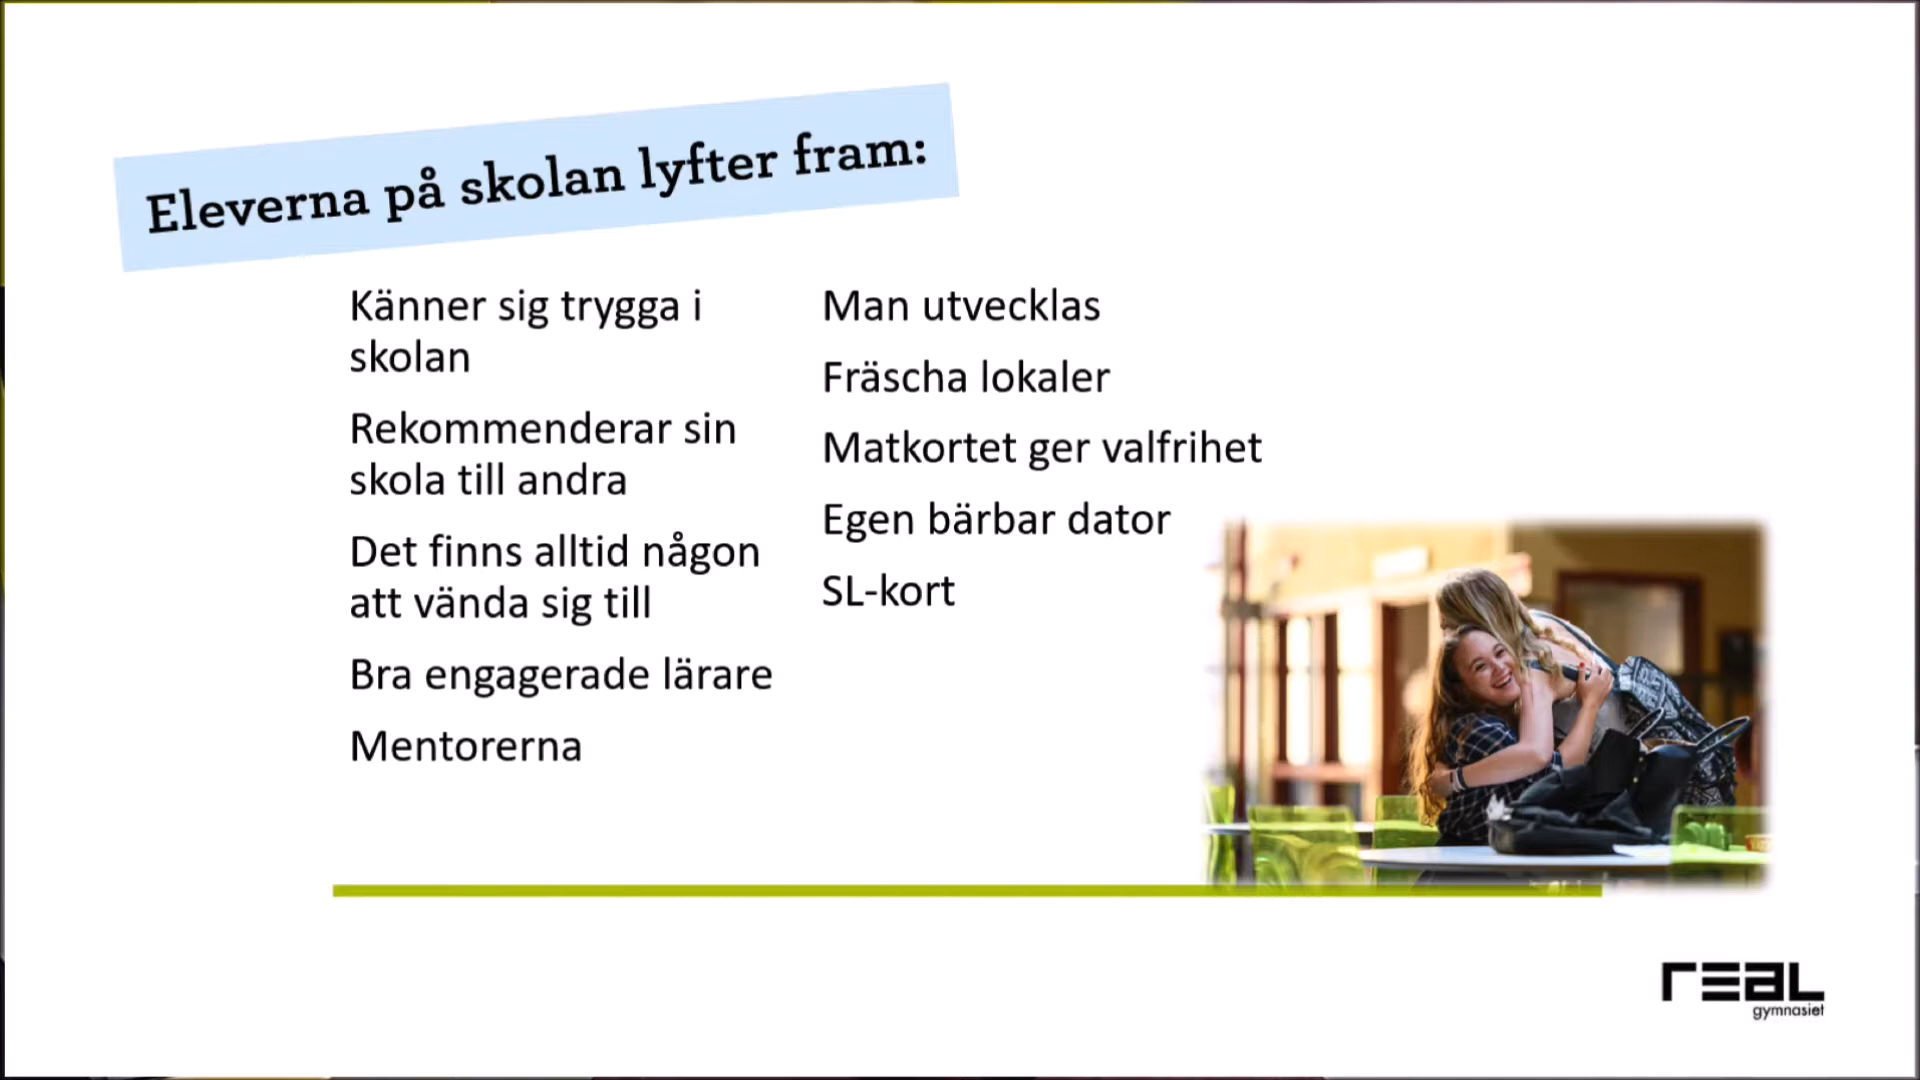 Eleverna på skolan lyfter fram:
Känner sig trygga i
skolan
Rekommenderar sin
skola till andra
Det finns alltid någon
att vända sig till
Bra engagerade lärare
Mentorerna
Man utvecklas
Fräscha lokaler
Matkortet ger valfrihet
Egen bärbar dator
SL-kort
real
gymnasiet